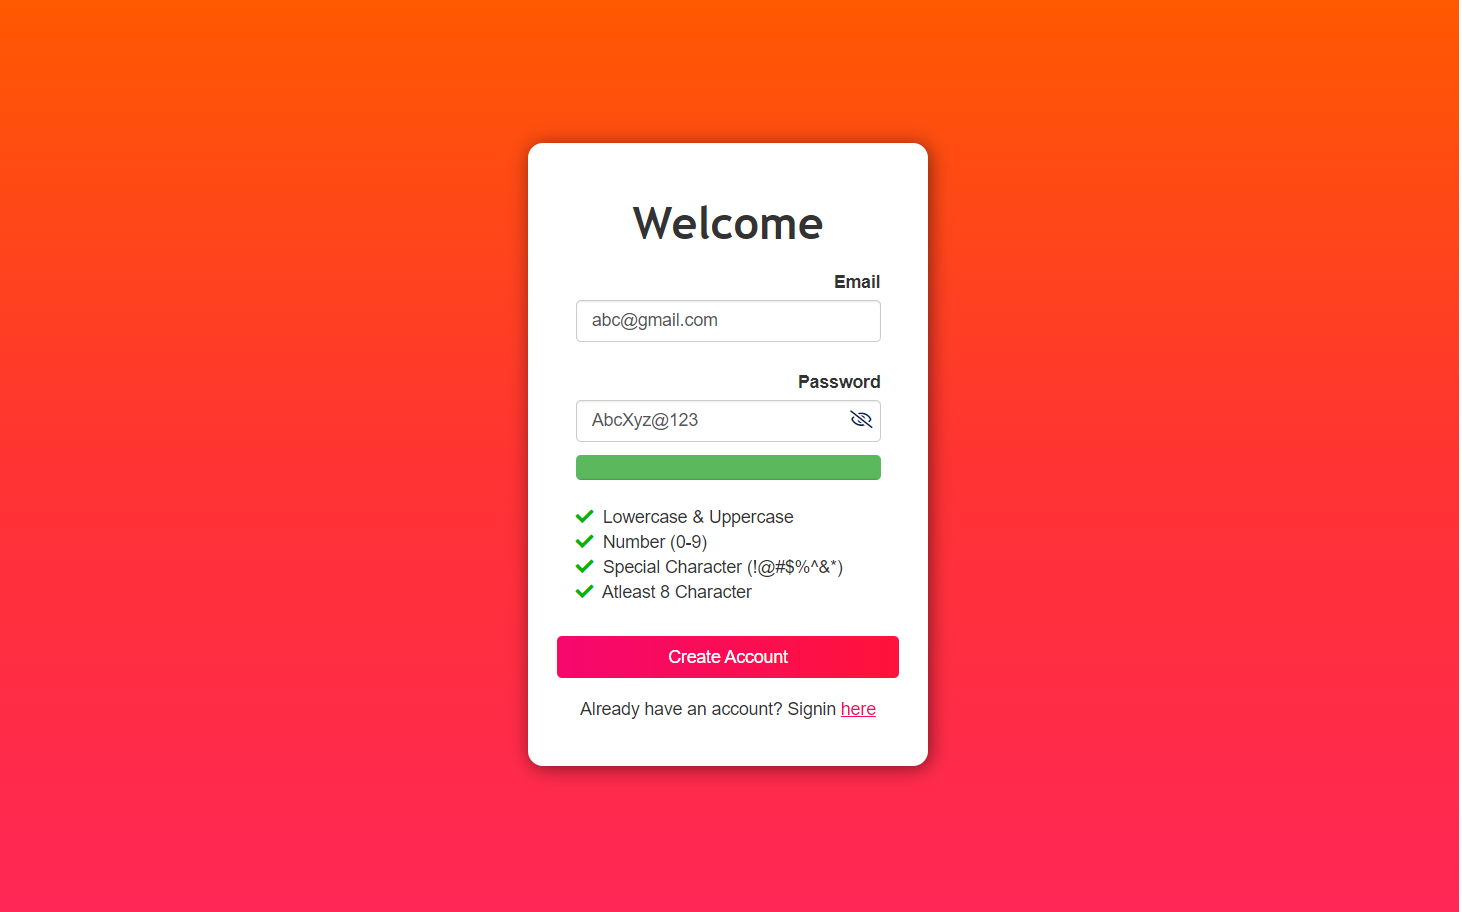 Welcome
Email
abc@gmail.com
Password
AbcXyz@123
Lowercase & Uppercase
Number (0-9)
Special Character (!@#$%^&*)
Atleast 8 Character
Create Account
Already have an account? Signin here